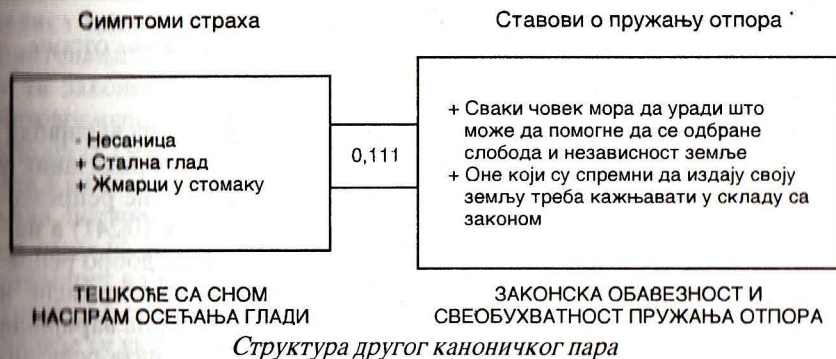 Симптоми страха
Ставови о пружању отпора
- Несаница
+ Стална глад
+ Жмарци у стомаку
0,111
+ Сваки човек мора да уради што
може да помогне да се одбране
слобода и независност земље
+ Оне који су спремни да издају своју
земљу треба кажњавати у складу са
законом
ТЕШКОЋЕ СА СНОМ
НАСПРАМ ОСЕЋАЊА ГЛАДИ
ЗАКОНСКА ОБАВЕЗНОСТ И
СВЕОБУХВАТНОСТ ПРУЖАЊА ОТПОРА
Структура другог каноничког пара